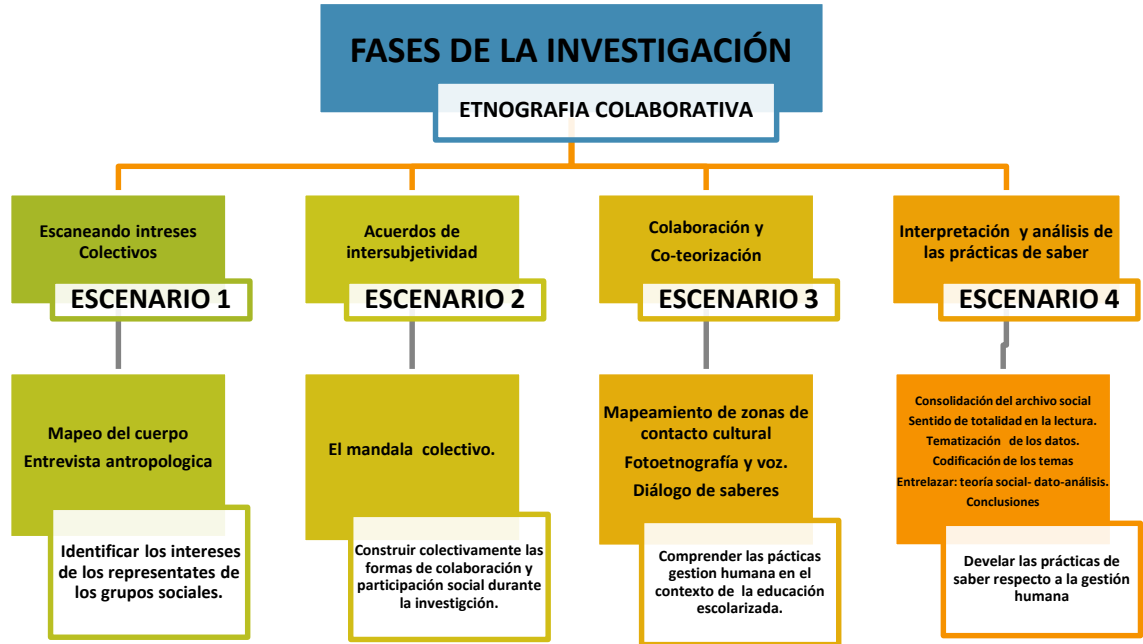 FASES DE LA INVESTIGACIÓN
ETNOGRAFIA COLABORATIVA
Escaneando intreses
Colectivos
ESCENARIO 1
Mapeo del cuerpo
Entrevista antropologica
Identificar los intereses
de los representates de
los grupos sociales.
Acuerdos de
intersubjetividad
ESCENARIO 2
El mandala colectivo.
Construir colectivamente las
formas de colaboración y
participación social durante
la investigción.
Colaboración y
Co-teorización
ESCENARIO 3
Mapeamiento de zonas de
contacto cultural
Fotoetnografía y voz.
Diálogo de saberes
Comprender las pácticas
gestion humana en el
contexto de la educación
escolarizada.
Interpretación y análisis de
las prácticas de saber
ESCENARIO 4
Consolidación del archivo social
Sentido de totalidad en la lectura.
Tematización de los datos.
Codificación de los temas
Entrelazar: teoría social- dato-análisis.
Conclusiones
Develar las prácticas de
saber respecto a la gestión
humana